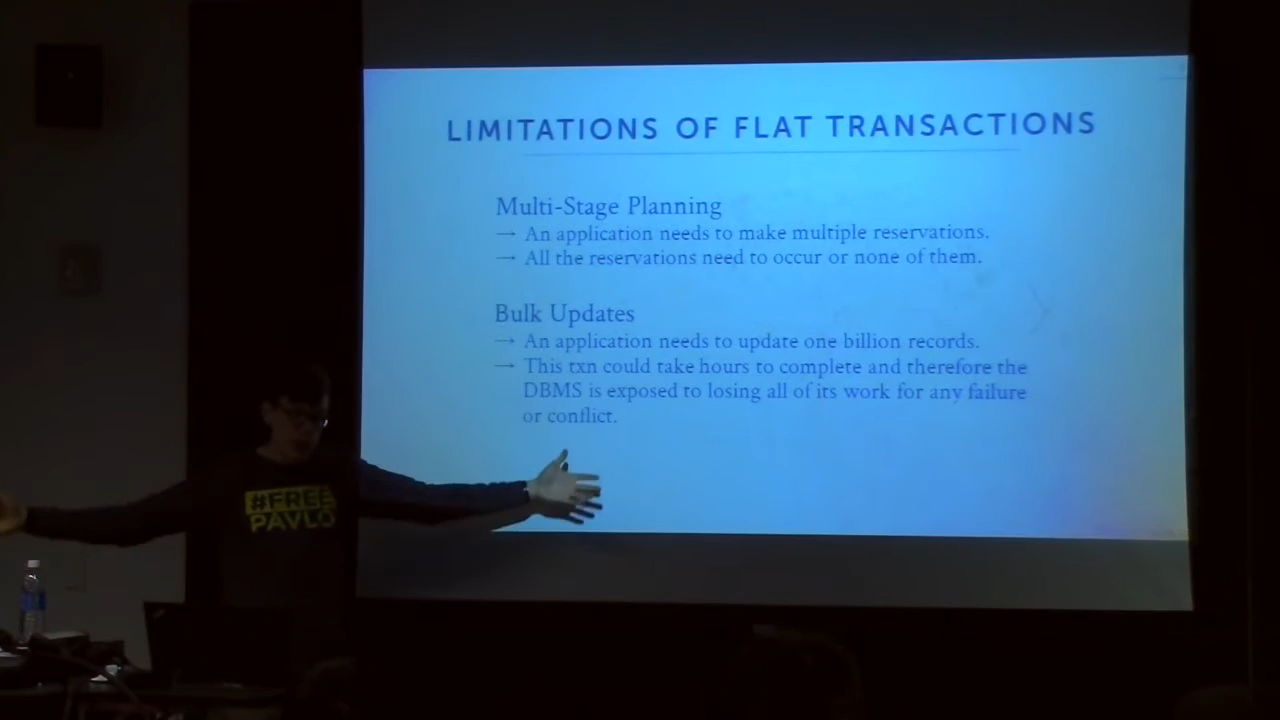 LIMITATIONS OF FLAT TRANSACTIONS
Multi-Stage Planning
→ An application needs to make multiple reservations.
→ All the reservations need to occur or none of them.
Bulk Updates
→ An application needs to update one billion records.
→ This txn could take hours to complete and therefore the
DBMS is exposed to losing all of its work for any failure
or conflict.
#FREE
PAVLO